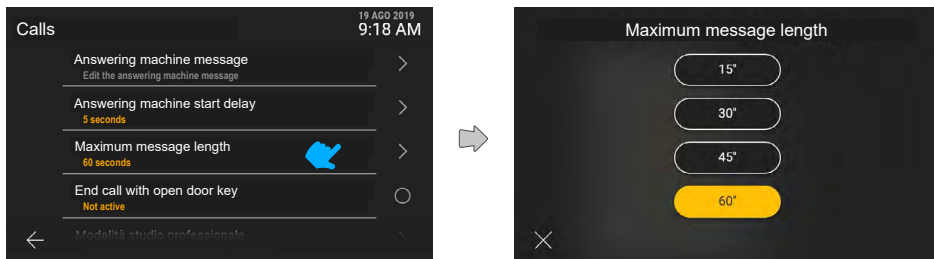 19 AGO 2019
Calls 9:18 AM
Answering machine message
Edit the answering machine message
Answering machine start delay
5 seconds
Maximum message length
60 seconds
End call with open door key
Not active
Modalità studio professionale
Maximum message length
15"
30"
45"
60"